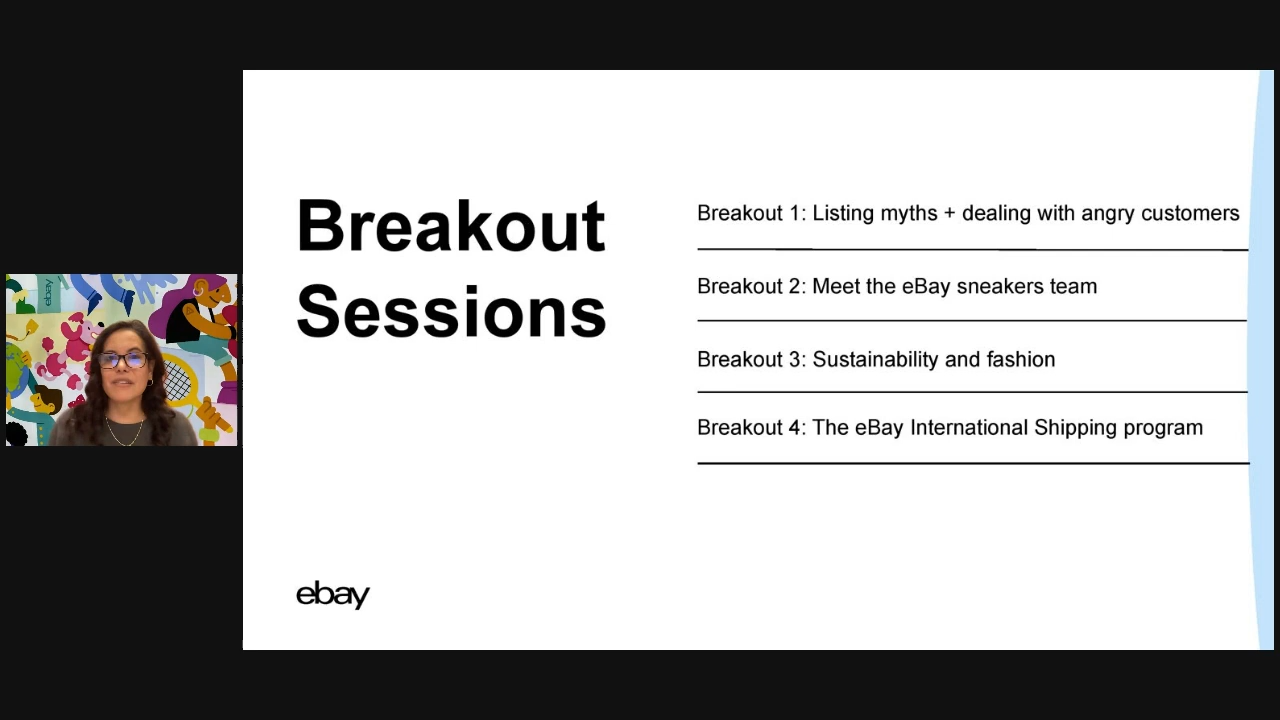 Breakout
Sessions
Breakout 1: Listing myths + dealing with angry customers
Breakout 2: Meet the eBay sneakers team
Breakout 3: Sustainability and fashion
Breakout 4: The eBay International Shipping program
ebay
ebay